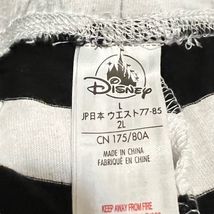 Disney
L
JP日本 ウエスト77-85
2L
CN 175/80A
MADE IN CHINA
FABRIQUÉ EN CHINE
KEEP AWAY FROM FIRE